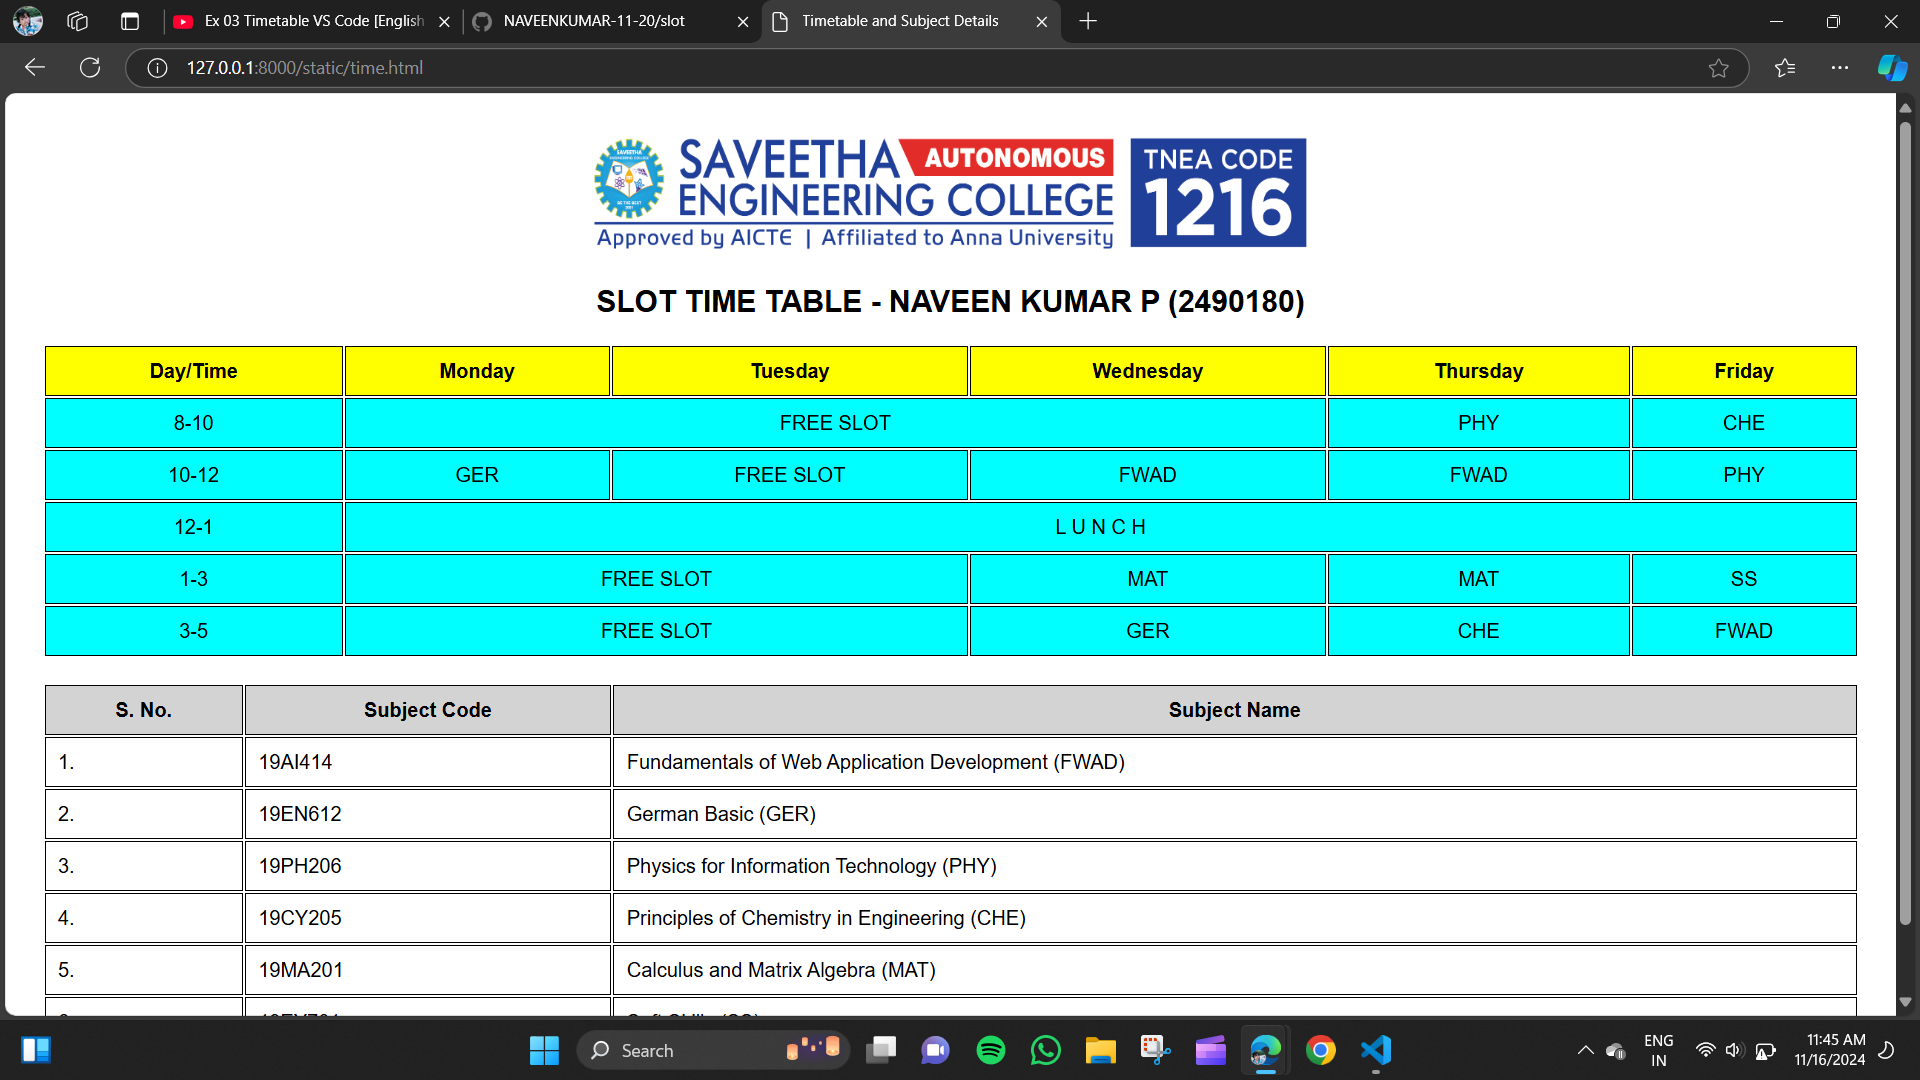 Ex 03 Timetable VS Code [English
NAVEENKUMAR-11-20/slot
Timetable and Subject Details
127.0.0.1:8000/static/time.html
SAVEETHA AUTONOMOUS
ENGINEERING COLLEGE
Approved by AICTE | Affiliated to Anna University
TNEA CODE
1216
SLOT TIME TABLE - NAVEEN KUMAR P (2490180)
Day/Time Monday Tuesday Wednesday Thursday Friday
8-10 FREE SLOT PHY CHE
10-12 GER FREE SLOT FWAD FWAD PHY
12-1 L U N C H
1-3 FREE SLOT MAT MAT SS
3-5 FREE SLOT GER CHE FWAD
S. No. Subject Code Subject Name
1. 19AI414 Fundamentals of Web Application Development (FWAD)
2. 19EN612 German Basic (GER)
3. 19PH206 Physics for Information Technology (PHY)
4. 19CY205 Principles of Chemistry in Engineering (CHE)
5. 19MA201 Calculus and Matrix Algebra (MAT)
Search
ENG
IN
11:45 AM
11/16/2024